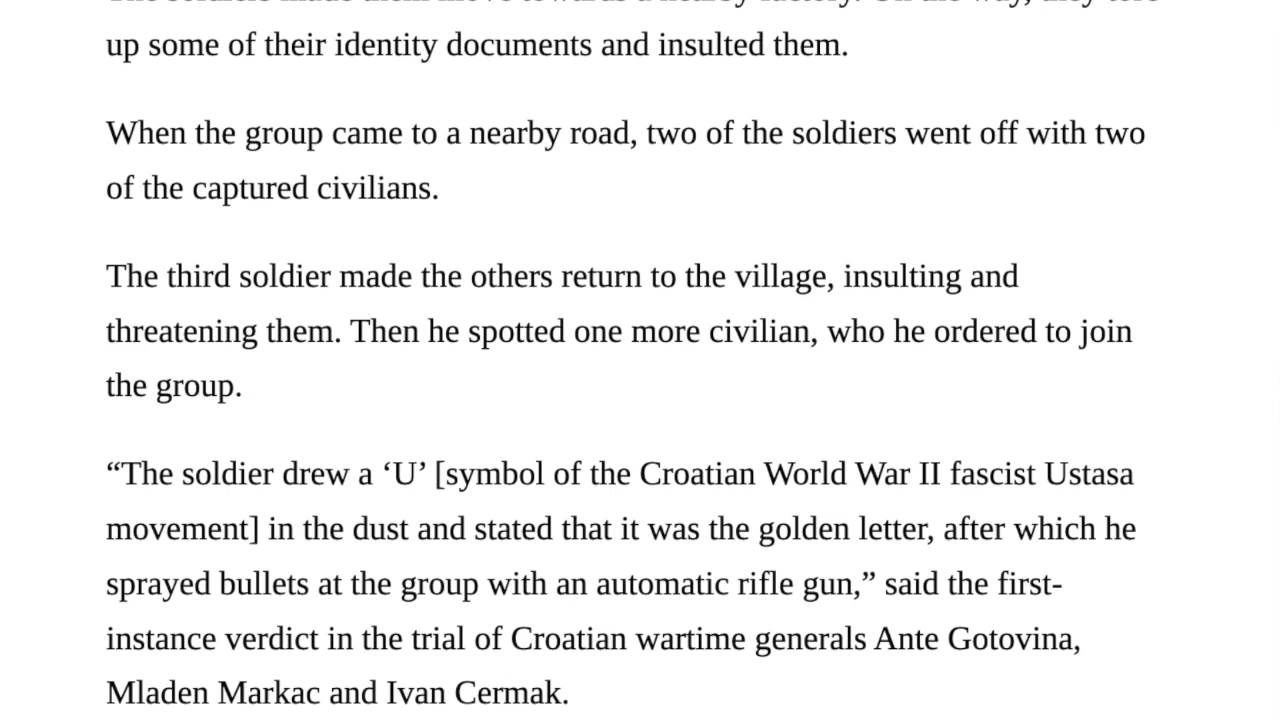 up some of their identity documents and insulted them.
When the group came to a nearby road, two of the soldiers went off with two
of the captured civilians.
The third soldier made the others return to the village, insulting and
threatening them. Then he spotted one more civilian, who he ordered to join
the group.
“The soldier drew a ‘U’ [symbol of the Croatian World War II fascist Ustasa
movement] in the dust and stated that it was the golden letter, after which he
sprayed bullets at the group with an automatic rifle gun,” said the first-
instance verdict in the trial of Croatian wartime generals Ante Gotovina,
Mladen Markac and Ivan Cermak.